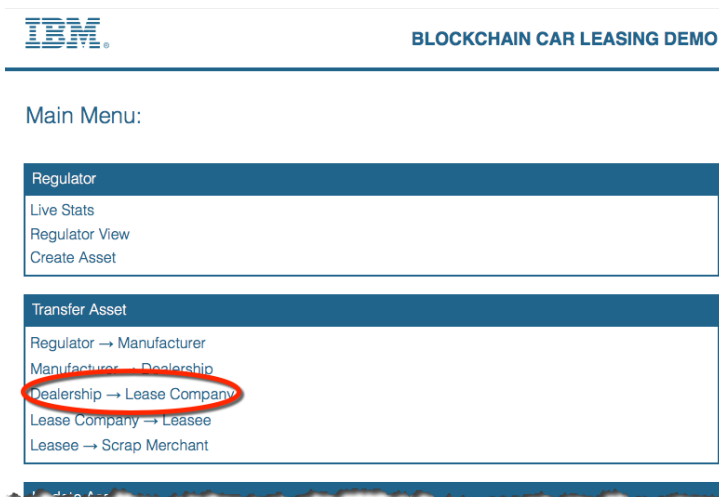 IBM®
BLOCKCHAIN CAR LEASING DEMO
Main Menu:
Regulator
Live Stats
Regulator View
Create Asset
Transfer Asset
Regulator → Manufacturer
Manufacturer → Dealership
Dealership → Lease Company
Lease Company → Leasee
Leasee → Scrap Merchant